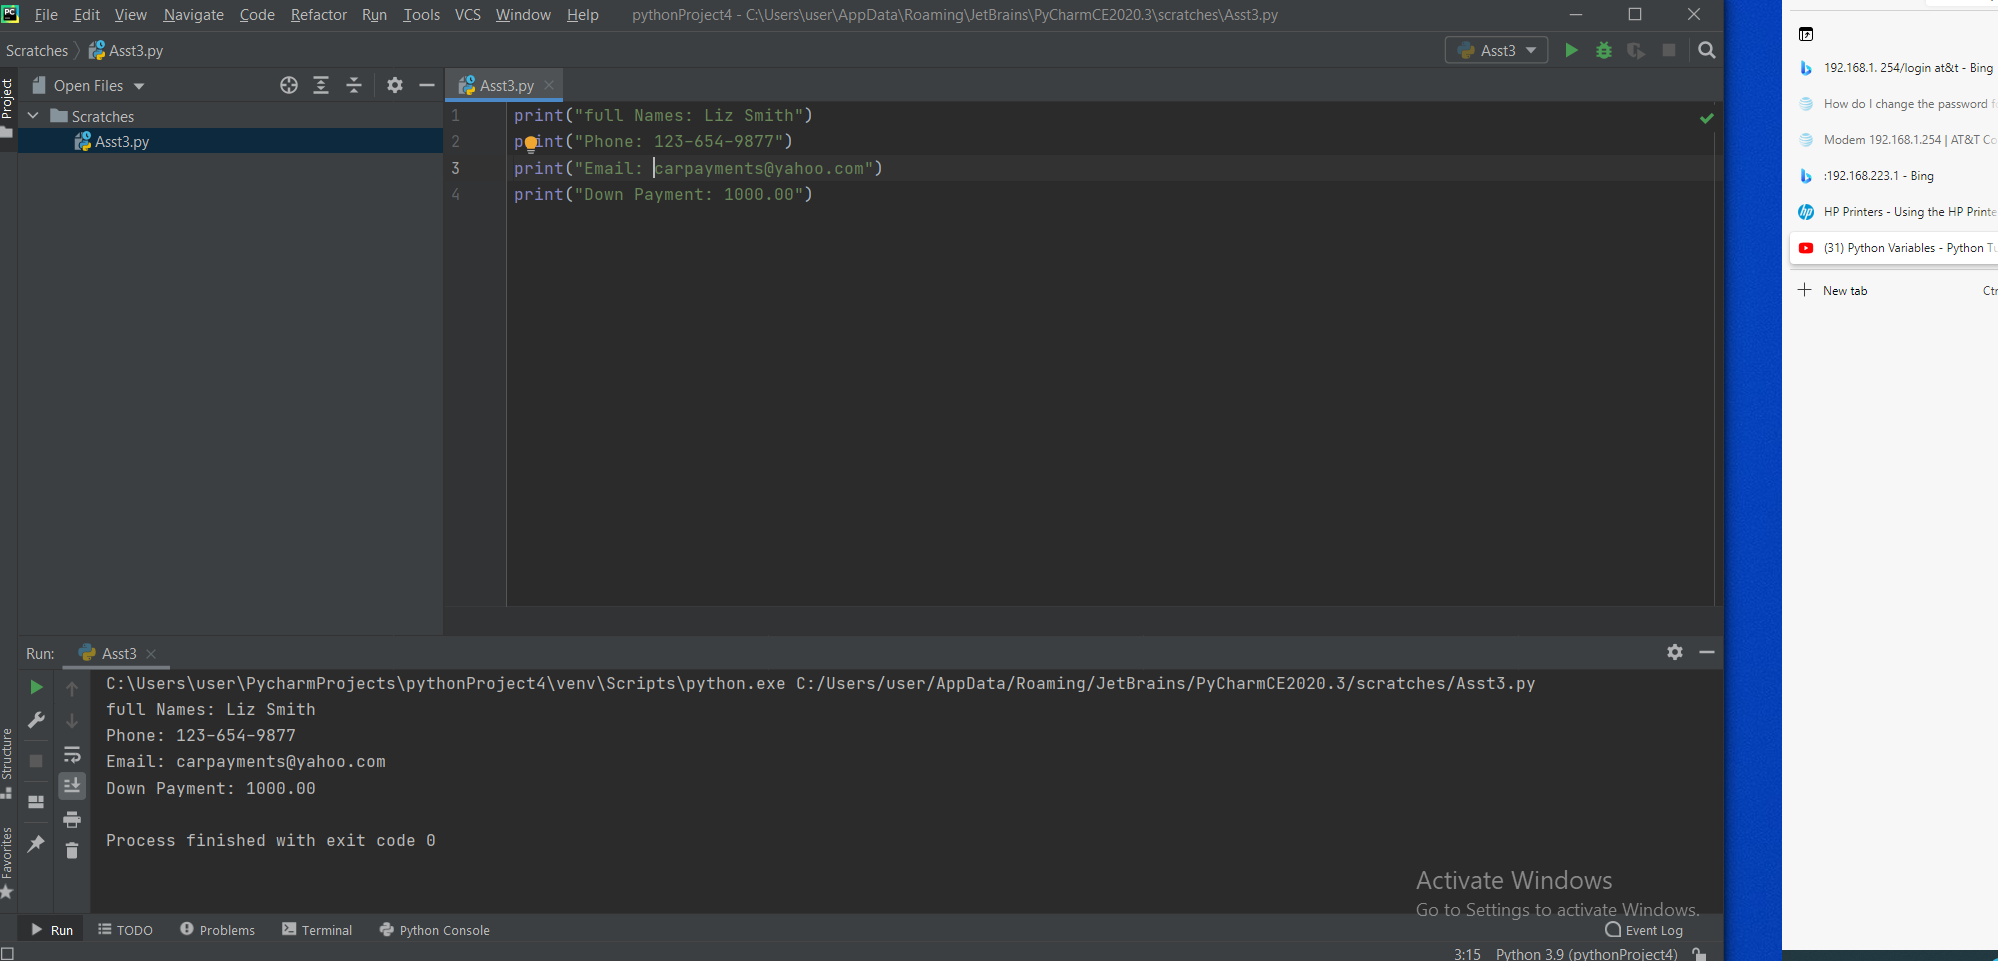 PC File Edit View Navigate Code Refactor Run Tools VCS Window Help pythonProject4 - C:\Users\user\AppData\Roaming\JetBrains\PyCharmCE2020.3\scratches\Asst3.py
Scratches Asst3.py Asst3
Project
Open Files
Asst3.py
Scratches
Asst3.py
1 print("full Names: Liz Smith")
2 print("Phone: 123-654-9877")
3 print("Email: carpayments@yahoo.com")
4 print("Down Payment: 1000.00")
Run: Asst3
C:\Users\user\PycharmProjects\pythonProject4\venv\Scripts\python.exe C:/Users/user/AppData/Roaming/JetBrains/PyCharmCE2020.3/scratches/Asst3.py
full Names: Liz Smith
Phone: 123-654-9877
Email: carpayments@yahoo.com
Down Payment: 1000.00
Process finished with exit code 0
Structure
Favorites
Activate Windows
Go to Settings to activate Windows.
Run TODO Problems Terminal Python Console Event Log
3:15 Python 3.9 (pythonProject4)
192.168.1. 254/login at&t - Bing
How do I change the password
Modem 192.168.1.254 | AT&T Co
:192.168.223.1 - Bing
hp HP Printers - Using the HP Printe
(31) Python Variables - Python Tu
New tab Ctr